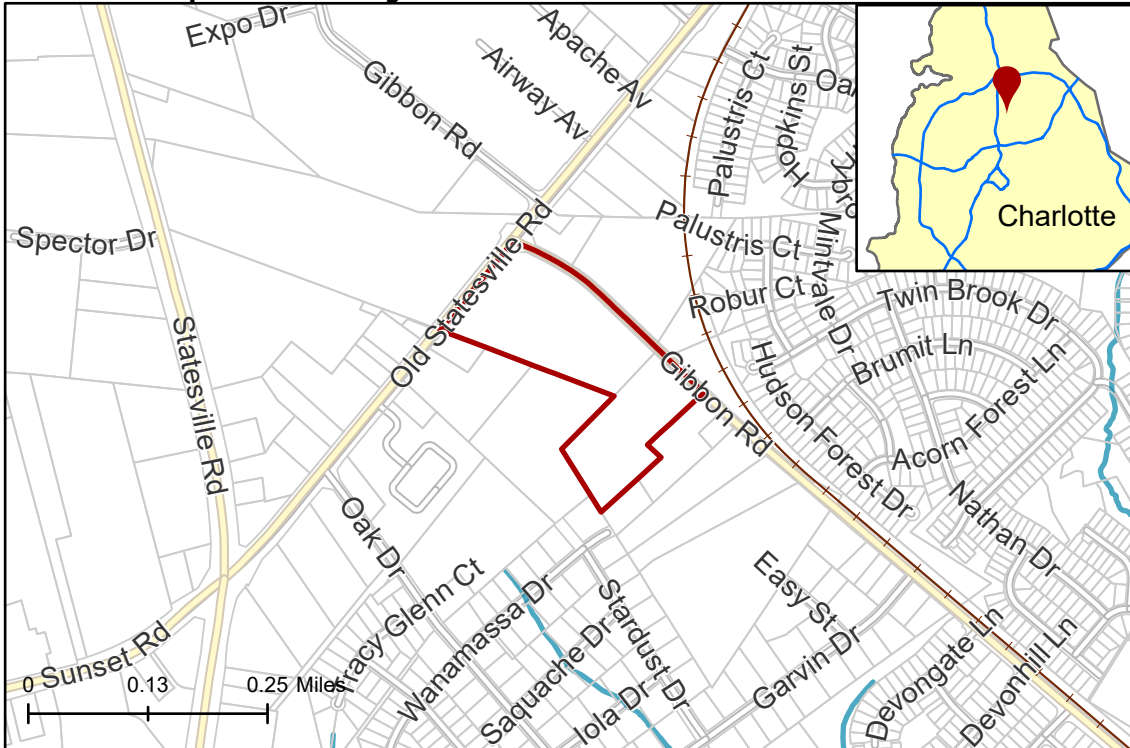 Expo Dr
Apache Av
Airway Av
Gibbon Rd
Palustris Ct
Hopkins St
Charlotte
Spector Dr
Old Statesville Rd
Palustris Ct
Mintvale Dr
Robur Ct
Twin Brook Dr
Statesville Rd
Gibbon Rd
Hudson Forest Dr
Brumit Ln
Acorn Forest Ln
Oak Dr
Nathan Dr
Tracy Glenn Ct
Wanamassa Dr
Stardust Dr
Easy St
Saquache Dr
Iola Dr
Garvin Dr
Devongate Ln
Devonhill Ln
Sunset Rd
0 0.13 0.25 Miles